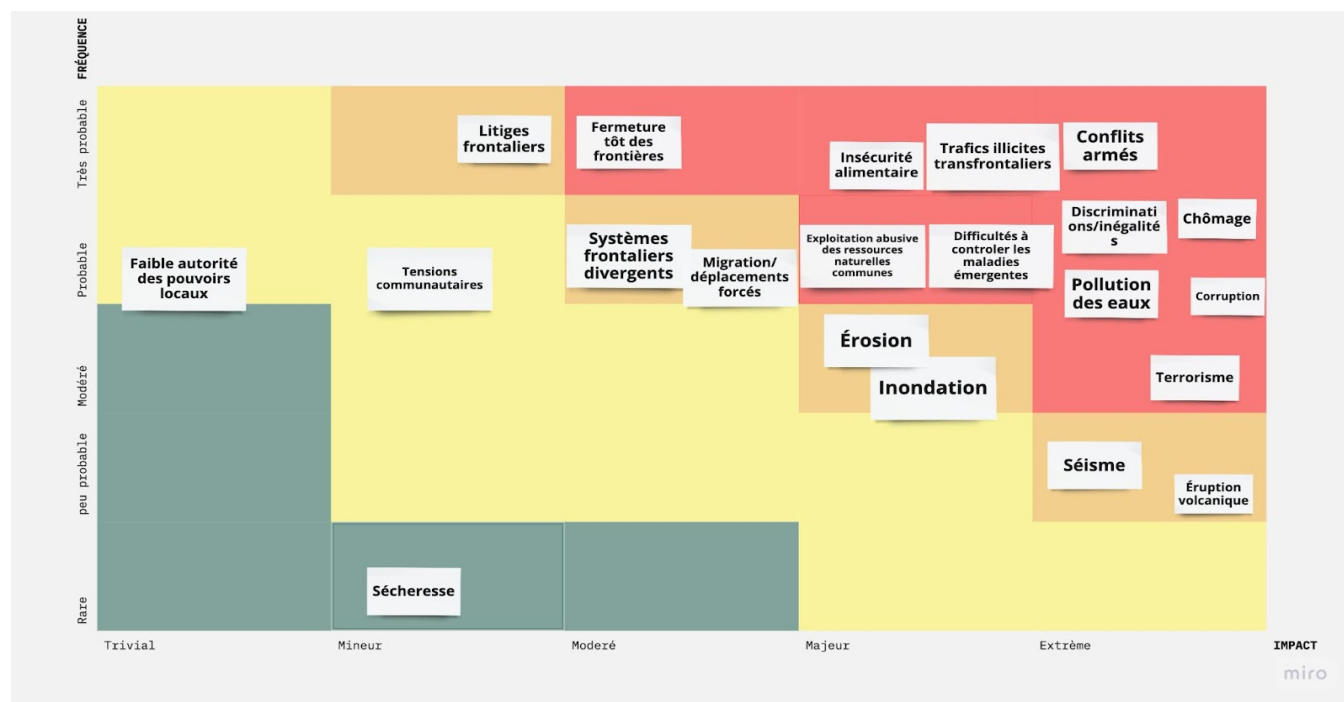 FRÉQUENCE
Très probable
Litiges
frontaliers
Fermeture
tôt des
frontières
Insécurité
alimentaire
Trafics illicites
transfrontaliers
Conflits
armés
Probable
Faible autorité
des pouvoirs
locaux
Tensions
communautaires
Systèmes
frontaliers
divergents
Migration/
déplacements
forcés
Exploitation abusive
des ressources
naturelles
communes
Difficultés à
controler les
maladies
émergentes
Discriminati
ons/inégalité
s
Chômage
Pollution
des eaux
Corruption
Modéré
Érosion
Inondation
Terrorisme
peu probable
Séisme
Éruption
volcanique
Rare
Sécheresse
Trivial
Mineur
Moderé
Majeur
Extrême
IMPACT
miro